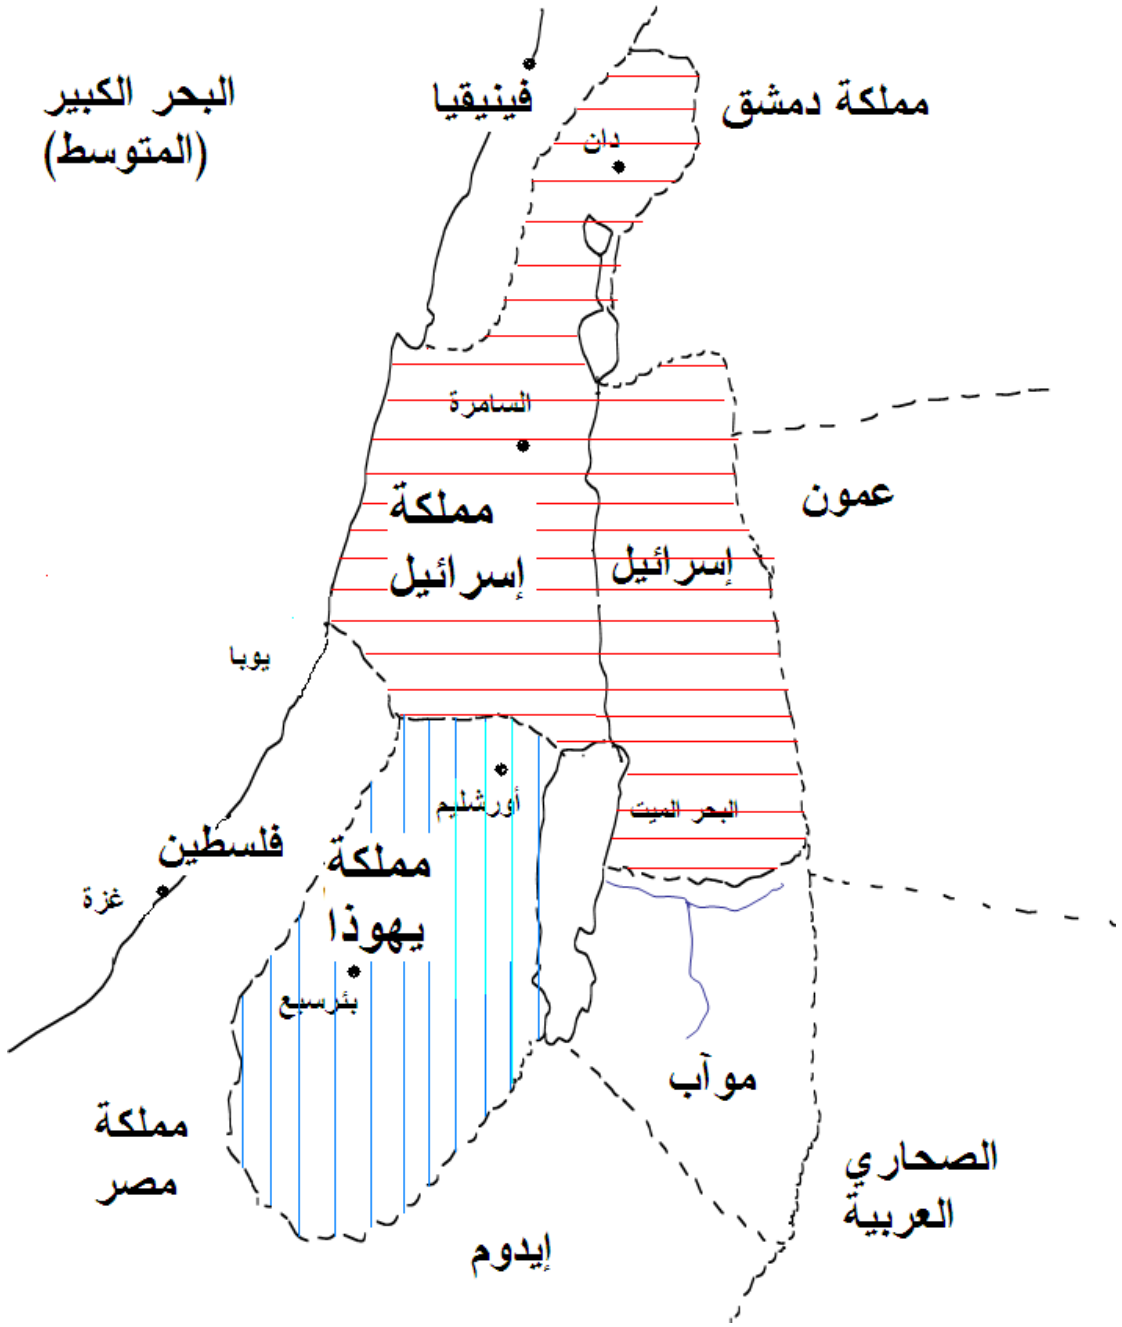 البحر الكبير
(المتوسط)
فينيقيا
مملكة دمشق
دان
السامرة
مملكة
إسرائيل
إسرائيل
عمون
يوبا
أورشليم
البحر الميت
فلسطين
غزة
مملكة
يهوذا
بئرسبع
موآب
مملكة
مصر
الصحاري
العربية
إيدوم